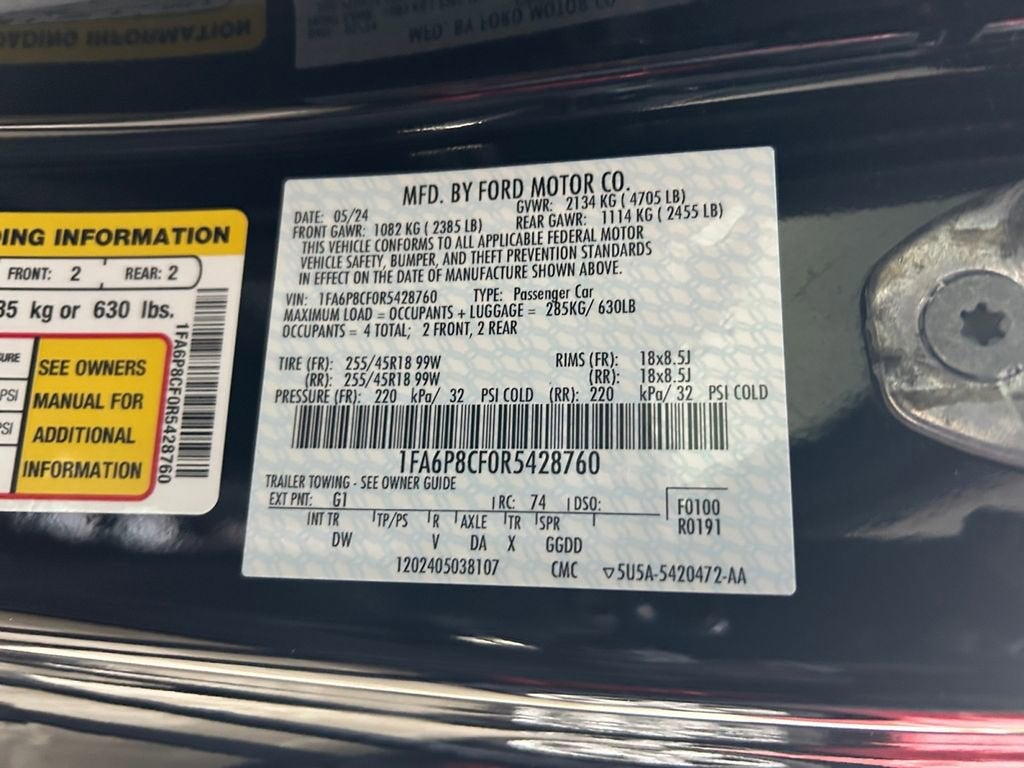 MFD. BY FORD MOTOR CO.
DATE: 05/24 GVWR: 2134 KG ( 4705 LB)
FRONT GAWR: 1082 KG ( 2385 LB) REAR GAWR: 1114 KG ( 2455 LB)
THIS VEHICLE CONFORMS TO ALL APPLICABLE FEDERAL MOTOR
VEHICLE SAFETY, BUMPER, AND THEFT PREVENTION STANDARDS
IN EFFECT ON THE DATE OF MANUFACTURE SHOWN ABOVE.
VIN: 1FA6P8CF0R5428760 TYPE: Passenger Car
MAXIMUM LOAD = OCCUPANTS + LUGGAGE = 285KG/ 630LB
OCCUPANTS = 4 TOTAL; 2 FRONT, 2 REAR
TIRE (FR): 255/45R18 99W RIMS (FR): 18x8.5J
(RR): 255/45R18 99W (RR): 18x8.5J
PRESSURE (FR): 220 kPa/ 32 PSI COLD (RR): 220 kPa/ 32 PSI COLD
1FA6P8CF0R5428760
TRAILER TOWING - SEE OWNER GUIDE
EXT PNT: G1 RC: 74 DSO: F0100
R0191
INT TR TP/PS R AXLE TR SPR
DW V DA X GGDD
1202405038107 CMC ▽5U5A-5420472-AA
ING INFORMATION
FRONT: 2 REAR: 2
35 kg or 630 lbs.
SEE OWNERS
MANUAL FOR
ADDITIONAL
INFORMATION
PSI
PSI
1FA6P8CF0R5428760